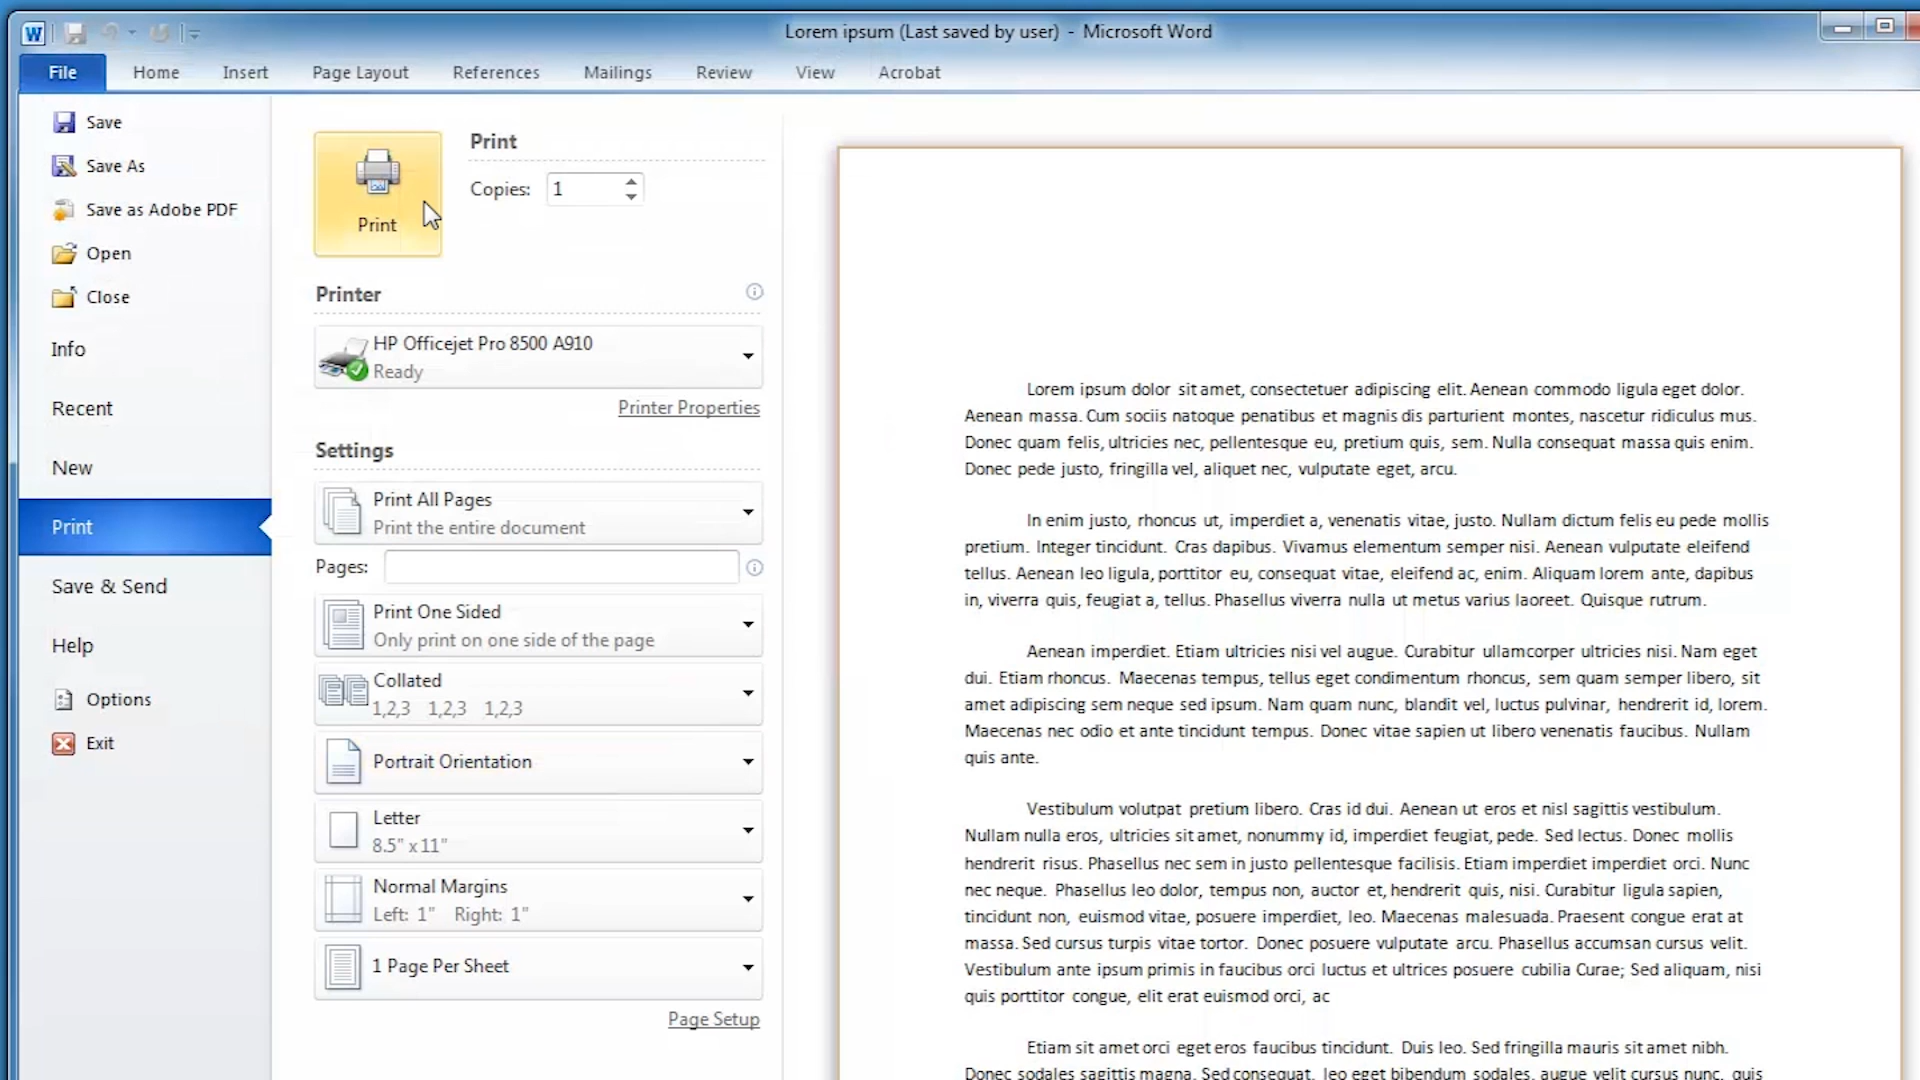 Lorem ipsum (Last saved by user) - Microsoft Word
File Home Insert Page Layout References Mailings Review View Acrobat
Save
Save As
Save as Adobe PDF
Open
Close
Info
Recent
New
Print
Save & Send
Help
Options
Exit
Print
Print
Copies: 1
Printer
HP Officejet Pro 8500 A910
Ready
Printer Properties
Settings
Print All Pages
Print the entire document
Pages:
Print One Sided
Only print on one side of the page
Collated
1,2,3 1,2,3 1,2,3
Portrait Orientation
Letter
8.5" x 11"
Normal Margins
Left: 1" Right: 1"
1 Page Per Sheet
Page Setup
Lorem ipsum dolor sit amet, consectetuer adipiscing elit. Aenean commodo ligula eget dolor.
Aenean massa. Cum sociis natoque penatibus et magnis dis parturient montes, nascetur ridiculus mus.
Donec quam felis, ultricies nec, pellentesque eu, pretium quis, sem. Nulla consequat massa quis enim.
Donec pede justo, fringilla vel, aliquet nec, vulputate eget, arcu.
In enim justo, rhoncus ut, imperdiet a, venenatis vitae, justo. Nullam dictum felis eu pede mollis
pretium. Integer tincidunt. Cras dapibus. Vivamus elementum semper nisi. Aenean vulputate eleifend
tellus. Aenean leo ligula, porttitor eu, consequat vitae, eleifend ac, enim. Aliquam lorem ante, dapibus
in, viverra quis, feugiat a, tellus. Phasellus viverra nulla ut metus varius laoreet. Quisque rutrum.
Aenean imperdiet. Etiam ultricies nisi vel augue. Curabitur ullamcorper ultricies nisi. Nam eget
dui. Etiam rhoncus. Maecenas tempus, tellus eget condimentum rhoncus, sem quam semper libero, sit
amet adipiscing sem neque sed ipsum. Nam quam nunc, blandit vel, luctus pulvinar, hendrerit id, lorem.
Maecenas nec odio et ante tincidunt tempus. Donec vitae sapien ut libero venenatis faucibus. Nullam
quis ante.
Vestibulum volutpat pretium libero. Cras id dui. Aenean ut eros et nisl sagittis vestibulum.
Nullam nulla eros, ultricies sit amet, nonummy id, imperdiet feugiat, pede. Sed lectus. Donec mollis
hendrerit risus. Phasellus nec sem in justo pellentesque facilisis. Etiam imperdiet imperdiet orci. Nunc
nec neque. Phasellus leo dolor, tempus non, auctor et, hendrerit quis, nisi. Curabitur ligula sapien,
tincidunt non, euismod vitae, posuere imperdiet, leo. Maecenas malesuada. Praesent congue erat at
massa. Sed cursus turpis vitae tortor. Donec posuere vulputate arcu. Phasellus accumsan cursus velit.
Vestibulum ante ipsum primis in faucibus orci luctus et ultrices posuere cubilia Curae; Sed aliquam, nisi
quis porttitor congue, elit erat euismod orci, ac
Etiam sit amet orci eget eros faucibus tincidunt. Duis leo. Sed fringilla mauris sit amet nibh.
Donec sodales sagittis magna. Sed consequat, leo eget bibendum sodales, augue velit cursus nunc, quis